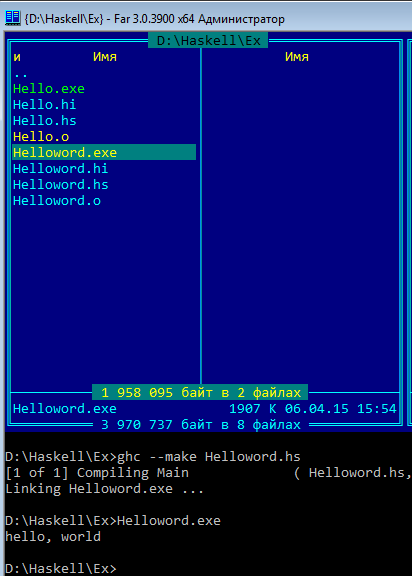 {D:\Haskell\Ex} - Far 3.0.3900 x64 Администратор
D:\Haskell\Ex
и Имя Имя
..
Hello.exe
Hello.hi
Hello.hs
Hello.o
Helloword.exe
Helloword.hi
Helloword.hs
Helloword.o
1 958 095 байт в 2 файлах
Helloword.exe 1907 K 06.04.15 15:54
3 970 737 байт в 8 файлах
D:\Haskell\Ex>ghc --make Helloword.hs
[1 of 1] Compiling Main ( Helloword.hs,
Linking Helloword.exe ...
D:\Haskell\Ex>Helloword.exe
hello, world
D:\Haskell\Ex>